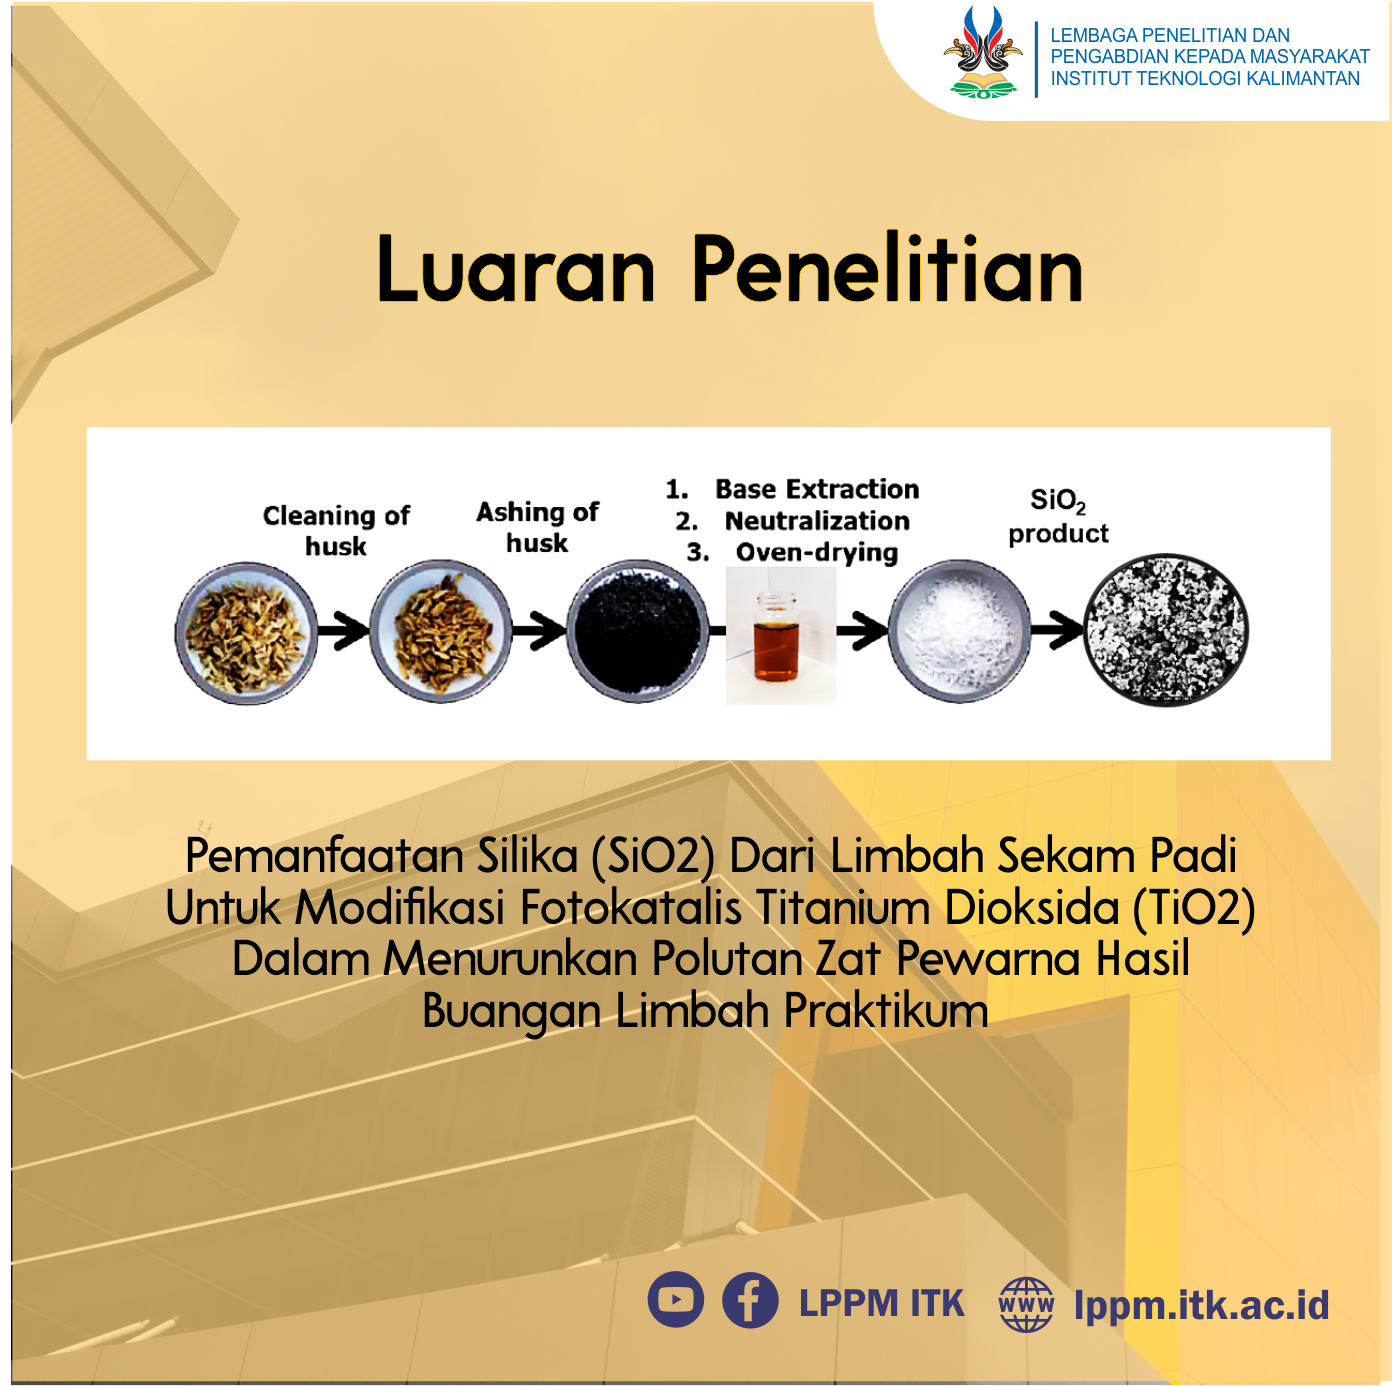 LEMBAGA PENELITIAN DAN
PENGABDIAN KEPADA MASYARAKAT
INSTITUT TEKNOLOGI KALIMANTAN
Luaran Penelitian
Cleaning of
husk
Ashing of
husk
1. Base Extraction
2. Neutralization
3. Oven-drying
SiO₂
product
Pemanfaatan Silika (SiO2) Dari Limbah Sekam Padi
Untuk Modifikasi Fotokatalis Titanium Dioksida (TiO2)
Dalam Menurunkan Polutan Zat Pewarna Hasil
Buangan Limbah Praktikum
LPPM ITK
www
lppm.itk.ac.id